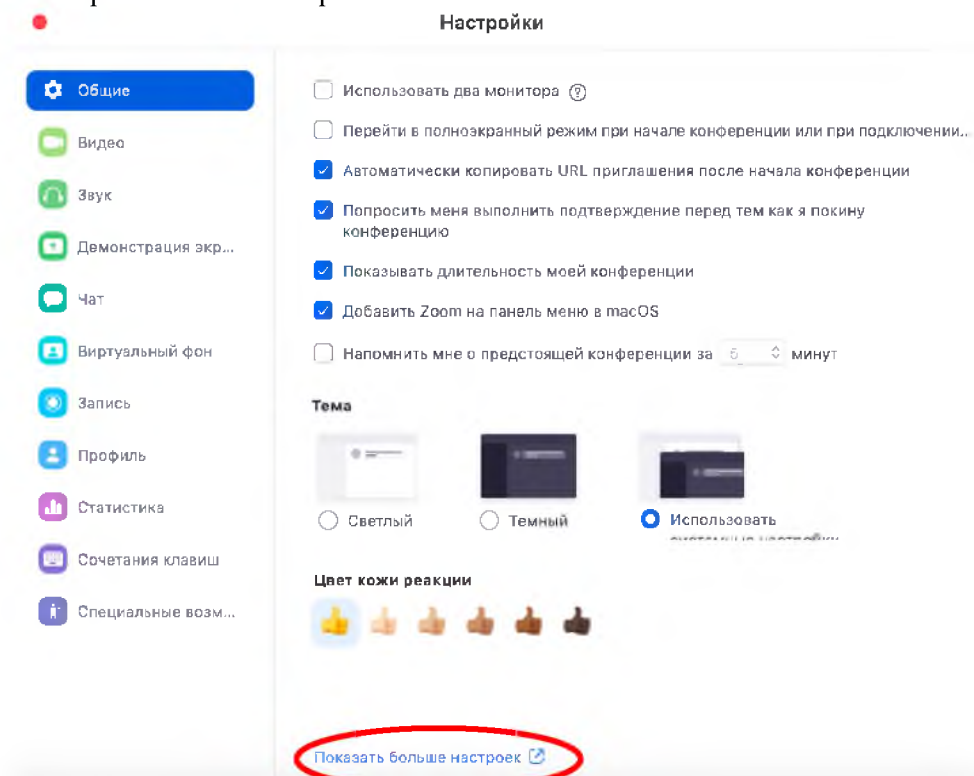 Настройки
Общие
Видео
Звук
Демонстрация экр...
Чат
Виртуальный фон
Запись
Профиль
Статистика
Сочетания клавиш
Специальные возм...
Использовать два монитора ?
Перейти в полноэкранный режим при начале конференции или при подключении...
Автоматически копировать URL приглашения после начала конференции
Попросить меня выполнить подтверждение перед тем как я покину
конференцию
Показывать длительность моей конференции
Добавить Zoom на панель меню в macOS
Напомнить мне о предстоящей конференции за 5 минут
Тема
Светлый
Темный
Использовать
системные настройки
Цвет кожи реакции
Показать больше настроек